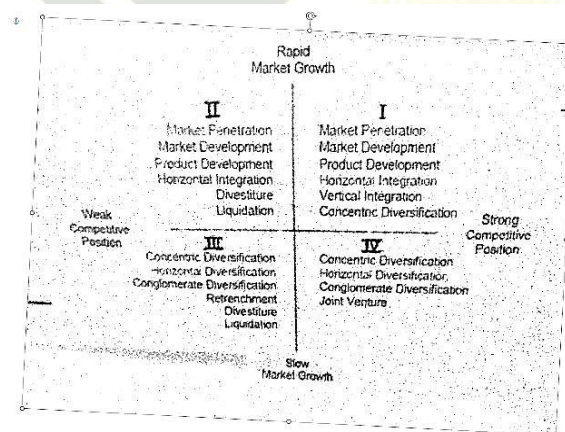 Rapid
Market Growth
II
Market Penetration
Market Development
Product Development
Horizontal Integration
Divestiture
Liquidation
I
Market Penetration
Market Development
Product Development
Horizontal Integration
Vertical Integration
Concentric Diversification
Weak
Competitive
Position
Strong
Competitive
Position
III
Concentric Diversification
Horizontal Diversification
Conglomerate Diversification
Retrenchment
Divestiture
Liquidation
IV
Concentric Diversification
Horizontal Diversification
Conglomerate Diversification
Joint Venture
Slow
Market Growth